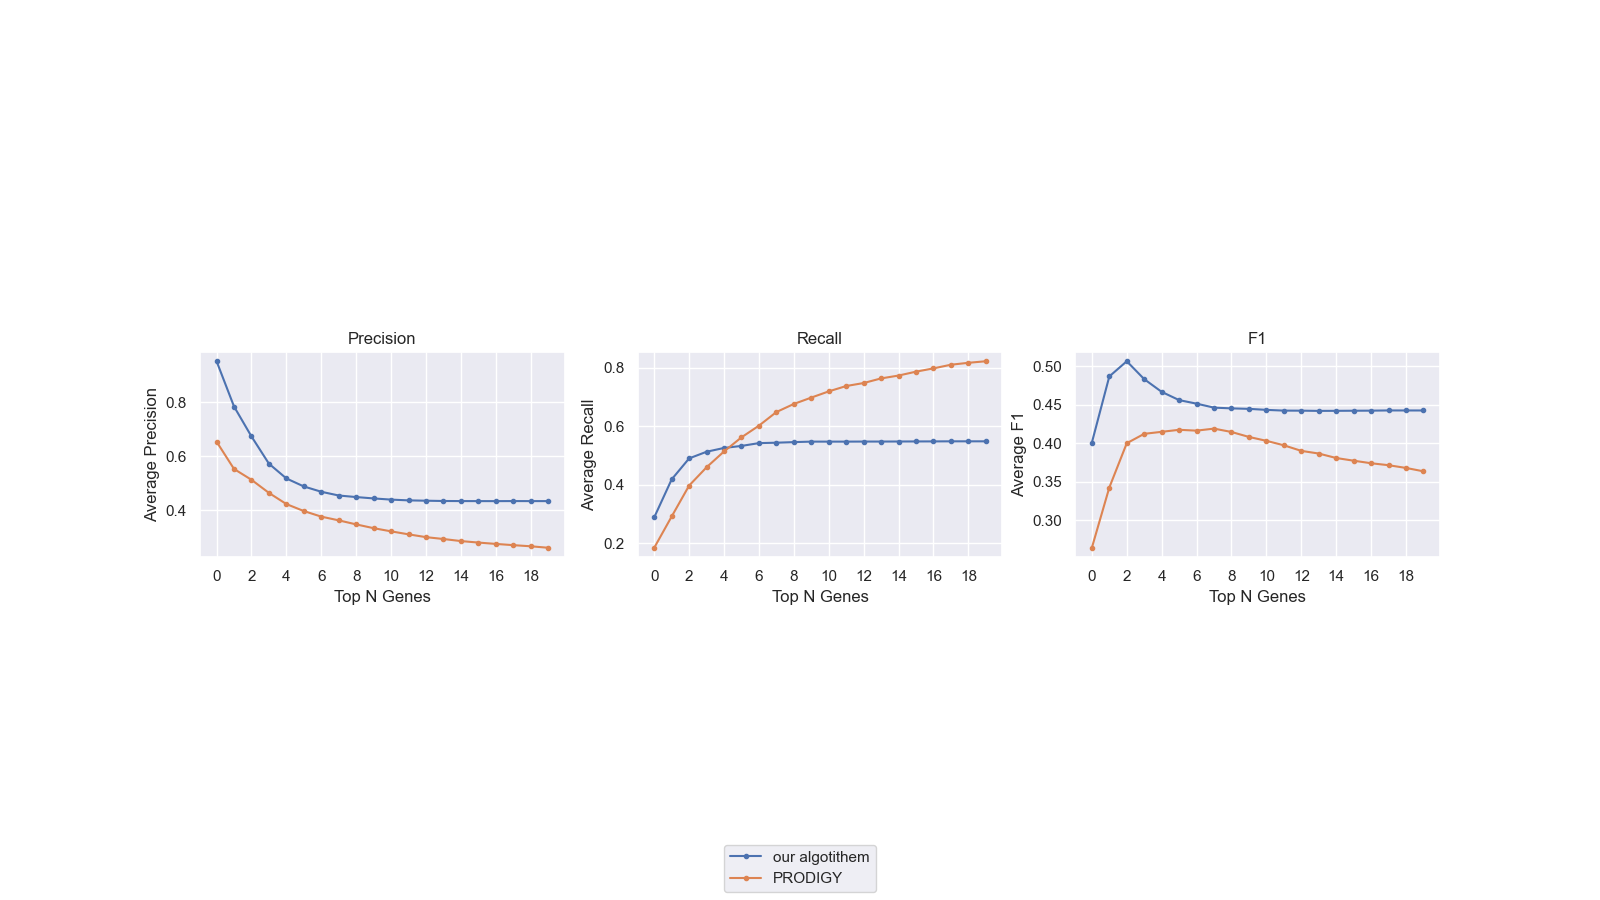 Precision
Average Precision
0.8
0.6
0.4
0 2 4 6 8 10 12 14 16 18
Top N Genes
Recall
Average Recall
0.8
0.6
0.4
0.2
0 2 4 6 8 10 12 14 16 18
Top N Genes
F1
Average F1
0.50
0.45
0.40
0.35
0.30
0 2 4 6 8 10 12 14 16 18
Top N Genes
our algotithem
PRODIGY